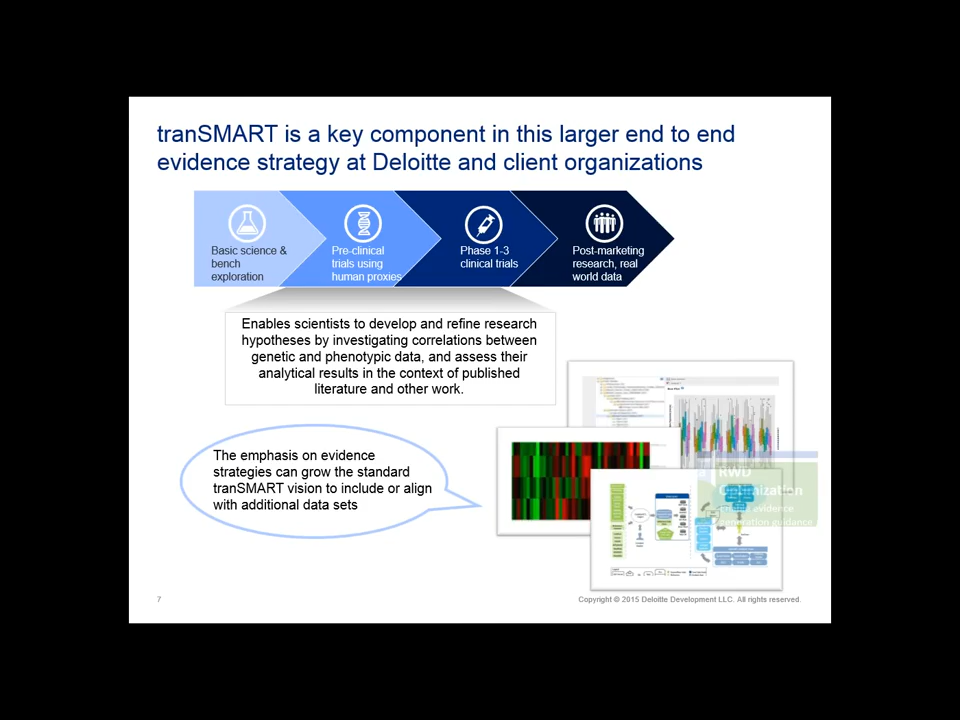 tranSMART is a key component in this larger end to end
evidence strategy at Deloitte and client organizations
Basic science &
bench
exploration
Pre-clinical
trials using
human proxies
Phase 1-3
clinical trials
Post-marketing
research, real
world data
Enables scientists to develop and refine research
hypotheses by investigating correlations between
genetic and phenotypic data, and assess their
analytical results in the context of published
literature and other work.
The emphasis on evidence
strategies can grow the standard
tranSMART vision to include or align
with additional data sets
RWD
Optimization
evidence
generation guidance
7
Copyright © 2015 Deloitte Development LLC. All rights reserved.